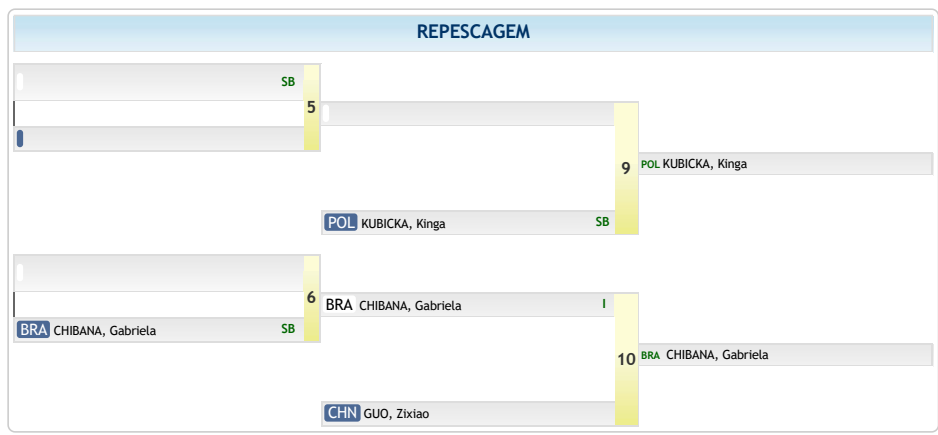 REPESCAGEM
SB
5
9
POL KUBICKA, Kinga
POL KUBICKA, Kinga SB
6
BRA CHIBANA, Gabriela SB
BRA CHIBANA, Gabriela I
10
BRA CHIBANA, Gabriela
CHN GUO, Zixiao